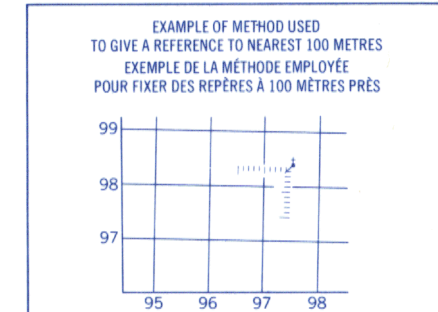 EXAMPLE OF METHOD USED
TO GIVE A REFERENCE TO NEAREST 100 METRES
EXEMPLE DE LA MÉTHODE EMPLOYÉE
POUR FIXER DES REPÈRES À 100 MÈTRES PRÈS
99
98
97
95 96 97 98